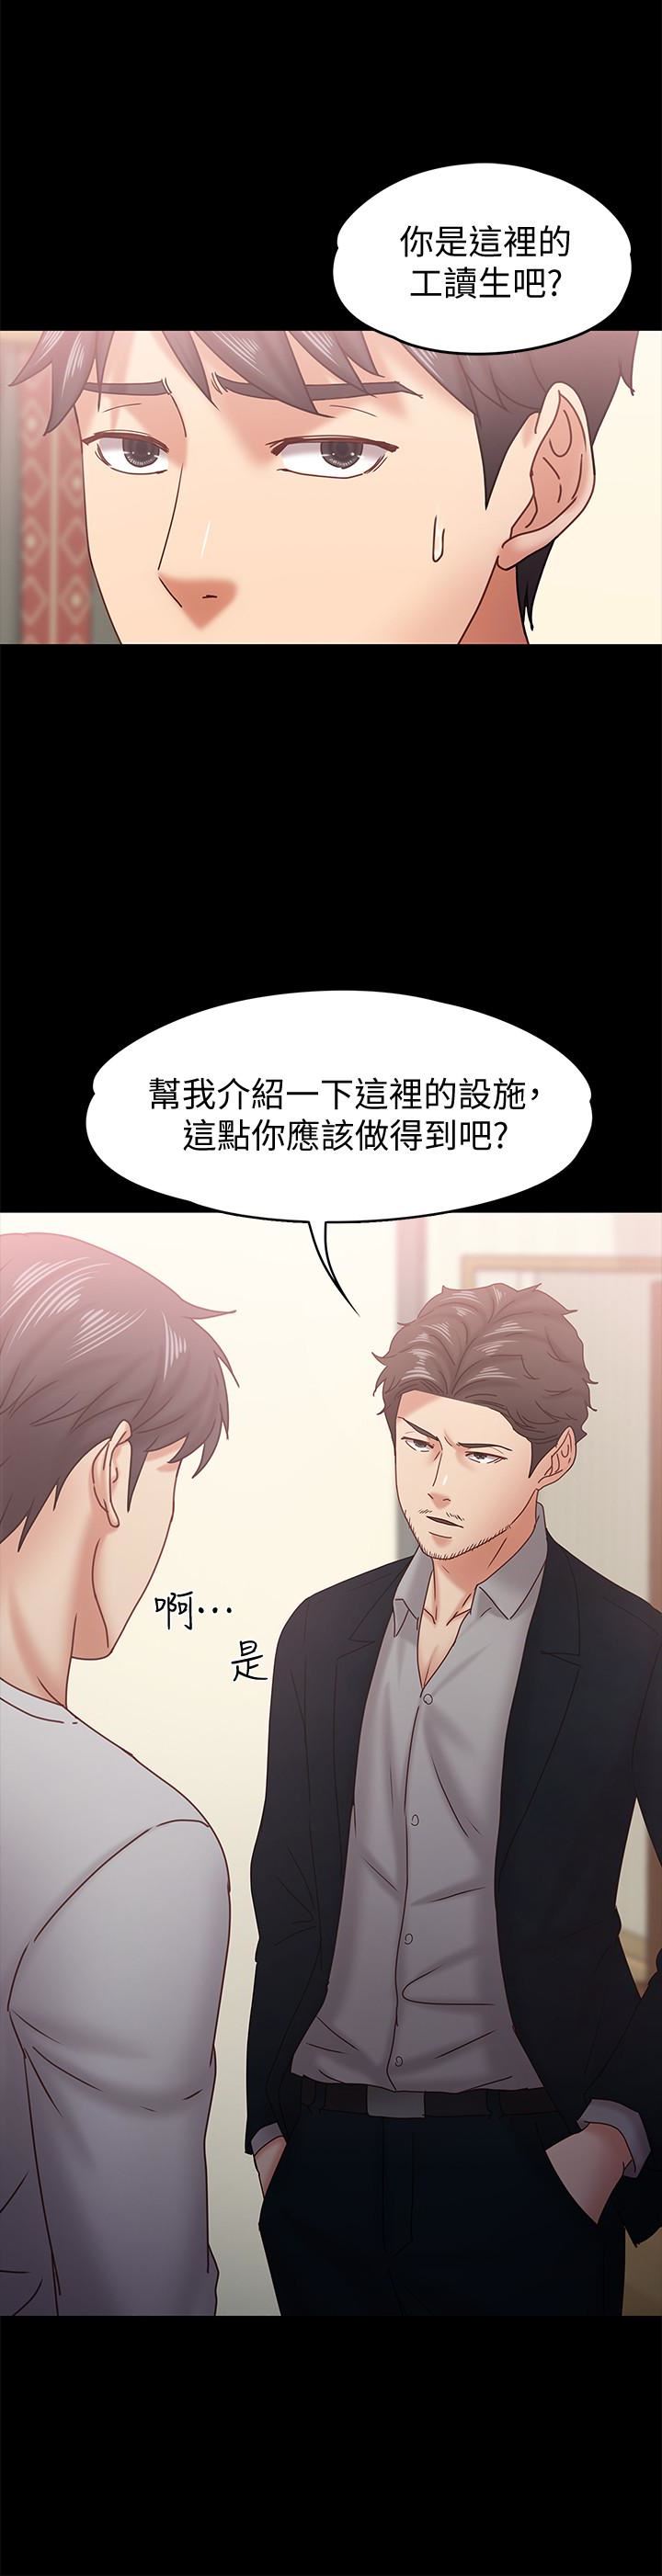 你是這裡的
工讀生吧?
幫我介紹一下這裡的設施,
這點你應該做得到吧?
啊…
是